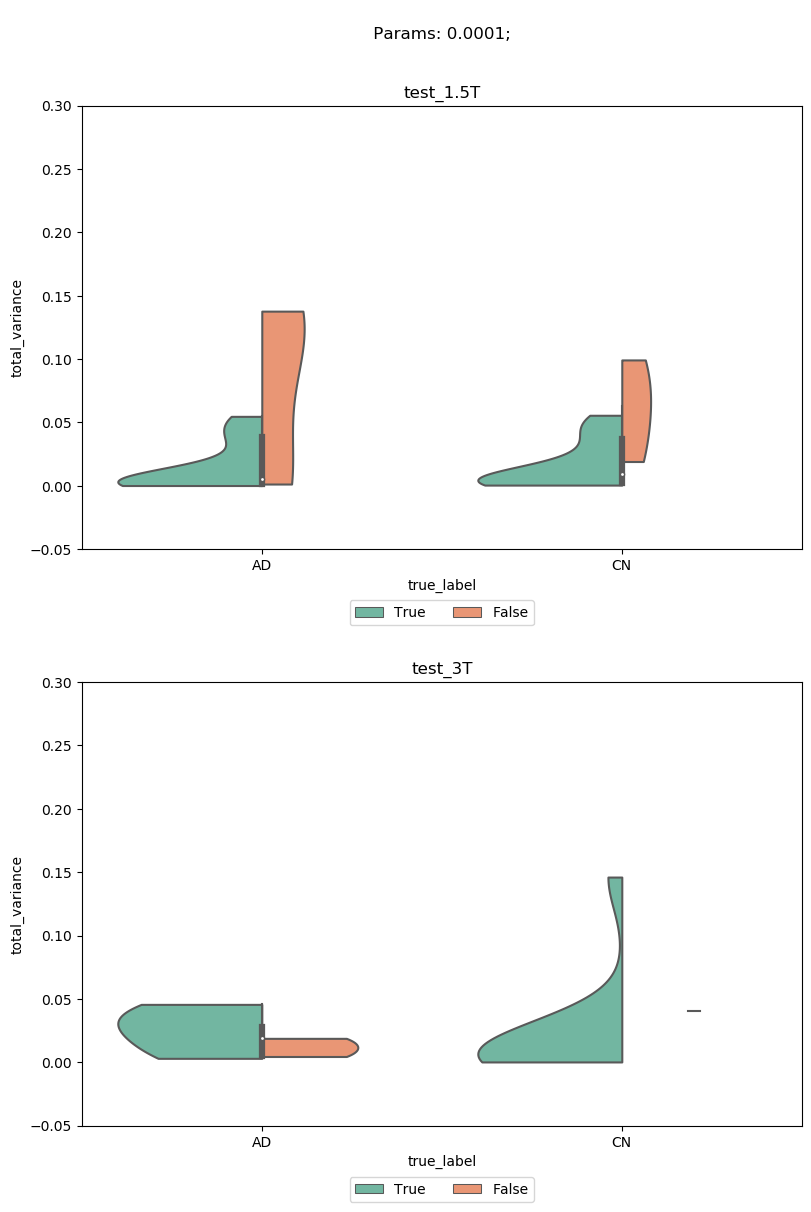 Params: 0.0001;
test_1.5T
0.30
0.25
0.20
0.15
0.10
0.05
0.00
−0.05
total_variance
AD CN
true_label
True False
test_3T
0.30
0.25
0.20
0.15
0.10
0.05
0.00
−0.05
total_variance
AD CN
true_label
True False